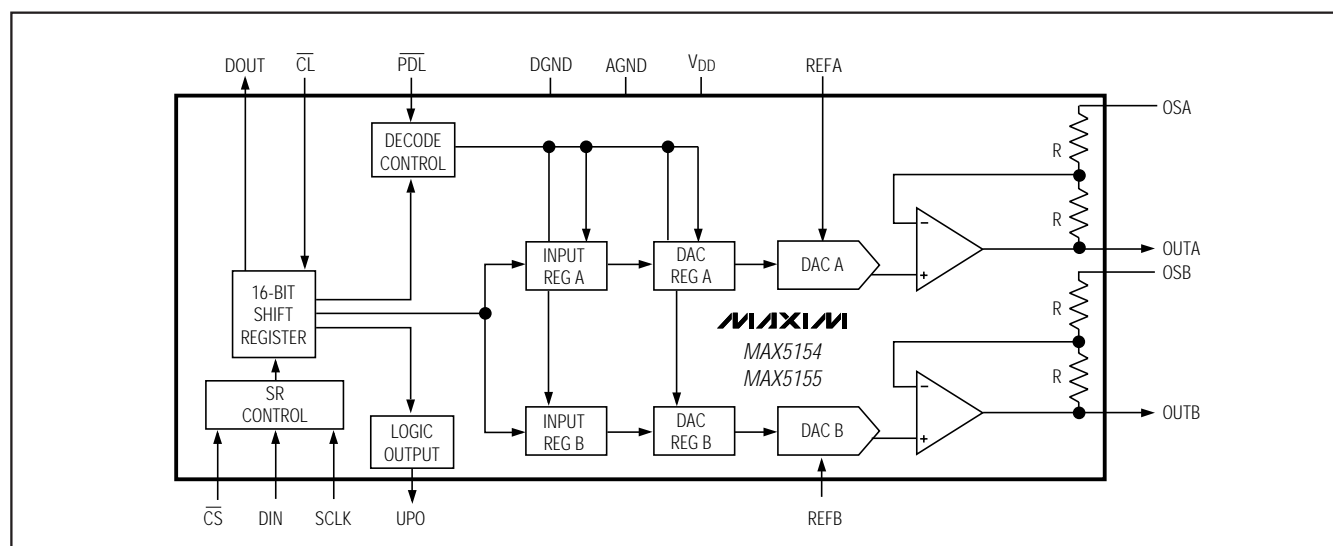 DOUT
CL
PDL
DGND
AGND
VDD
REFA
OSA
DECODE
CONTROL
R
R
16-BIT
SHIFT
REGISTER
INPUT
REG A
DAC
REG A
DAC A
−
+
OUTA
OSB
MAXIM
MAX5154
MAX5155
R
R
SR
CONTROL
LOGIC
OUTPUT
INPUT
REG B
DAC
REG B
DAC B
−
+
OUTB
CS
DIN
SCLK
UPO
REFB